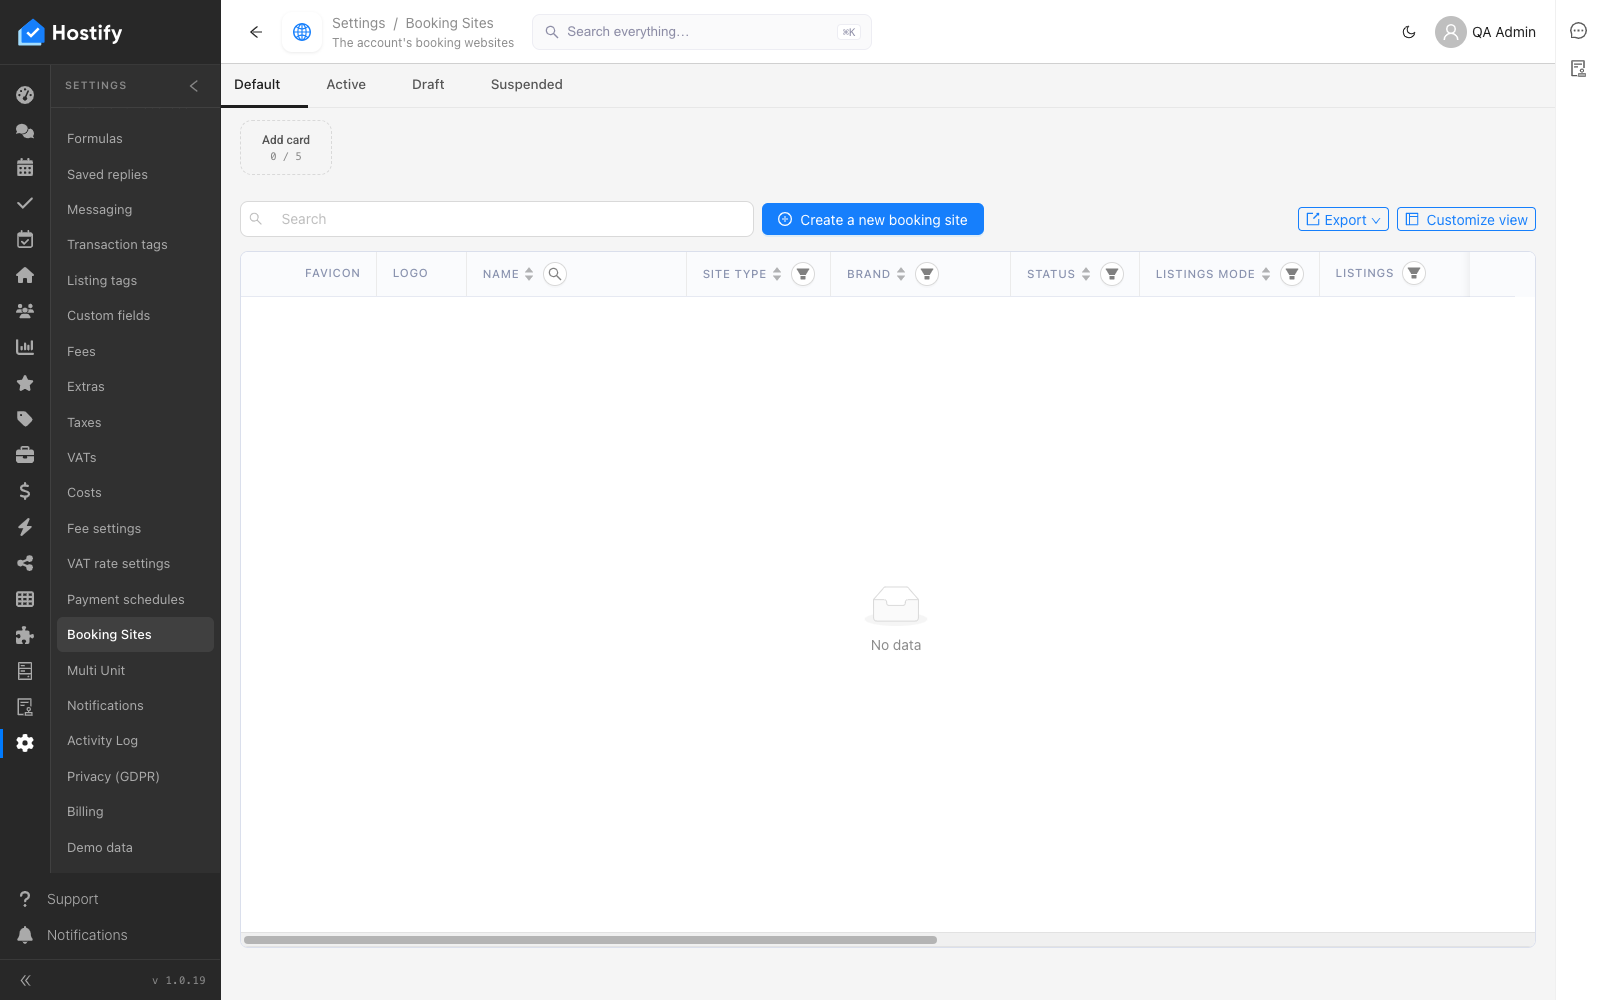 Hostify
Settings / Booking Sites
The account's booking websites
Search everything...
⌘K
QA Admin
SETTINGS
Formulas
Saved replies
Messaging
Transaction tags
Listing tags
Custom fields
Fees
Extras
Taxes
VATs
Costs
Fee settings
VAT rate settings
Payment schedules
Booking Sites
Multi Unit
Notifications
Activity Log
Privacy (GDPR)
Billing
Demo data
Support
Notifications
v 1.0.19
Default Active Draft Suspended
Add card
0 / 5
Search
Create a new booking site
Export
Customize view
FAVICON LOGO NAME SITE TYPE BRAND STATUS LISTINGS MODE LISTINGS
No data